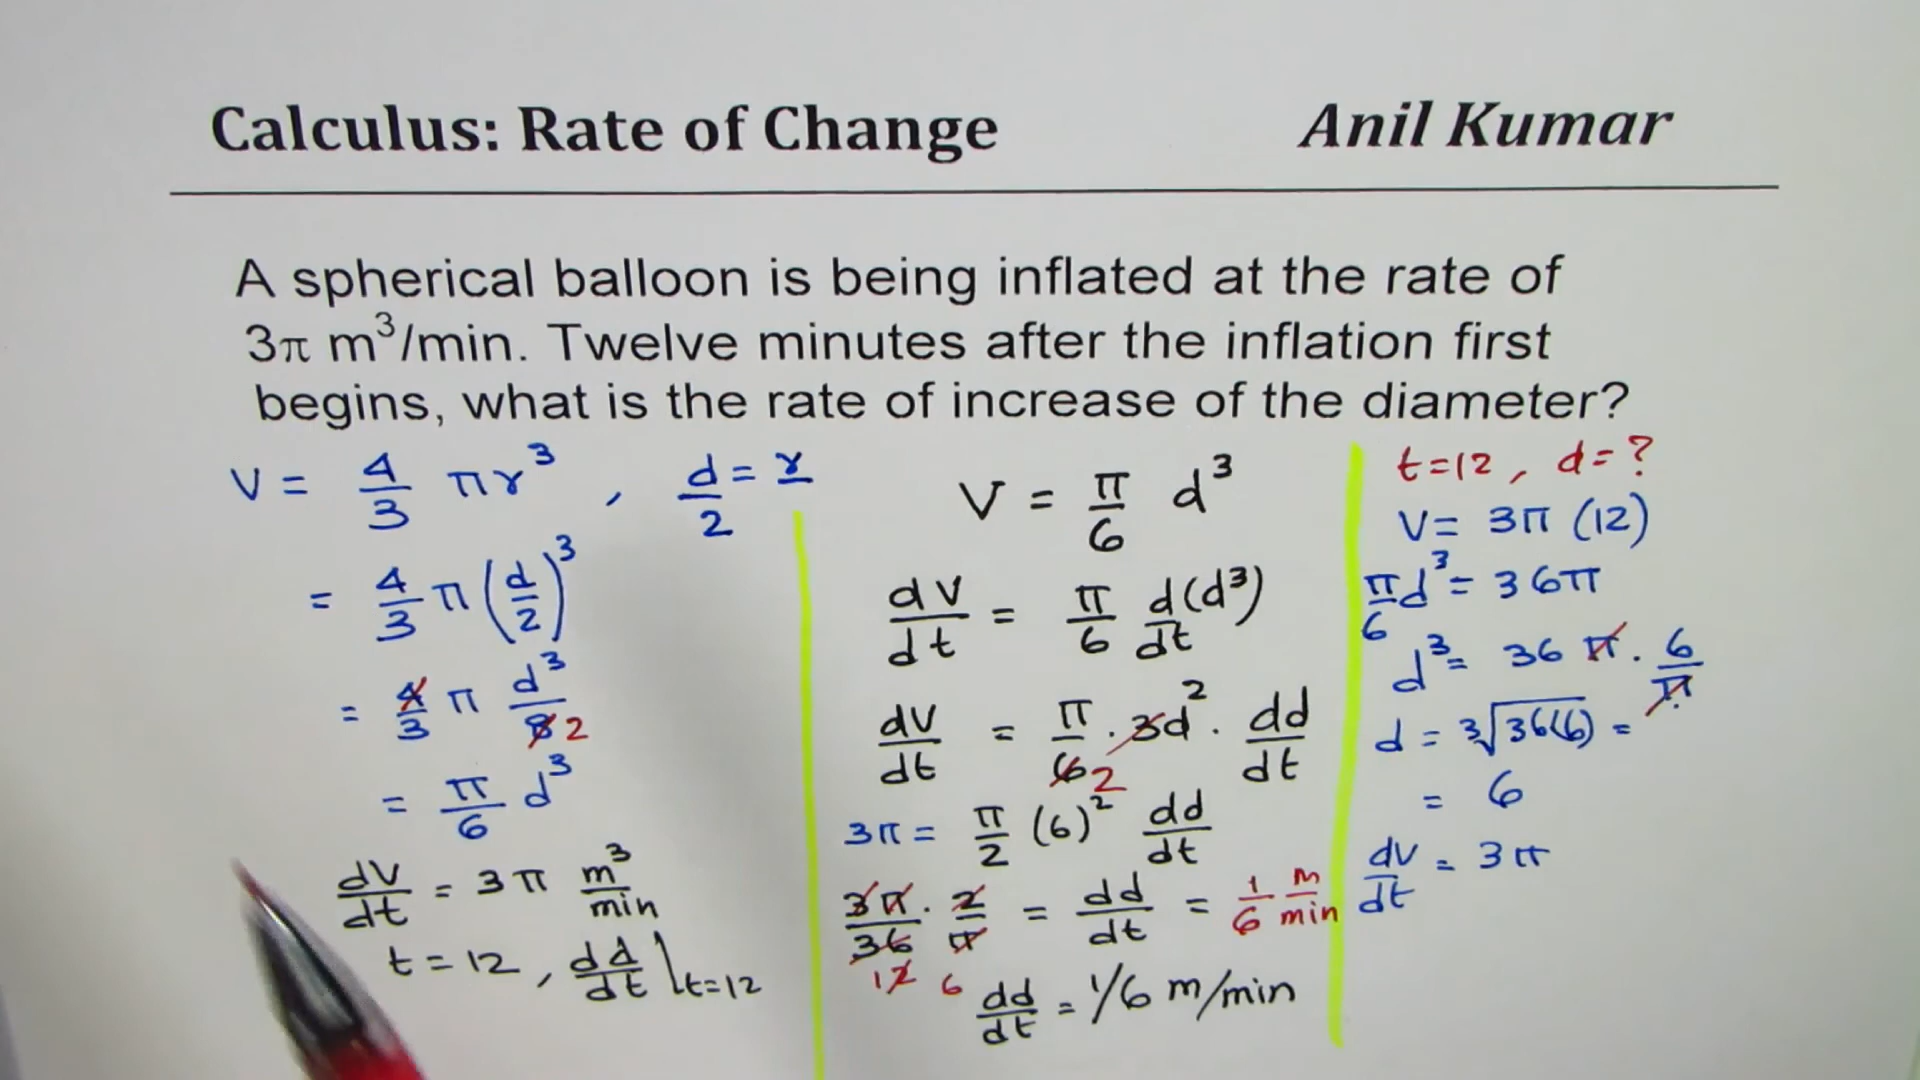 Calculus: Rate of Change
Anil Kumar
A spherical balloon is being inflated at the rate of
3π m³/min. Twelve minutes after the inflation first
begins, what is the rate of increase of the diameter?
V = 4/3 πr³ , d/2 = r
= 4/3 π (d/2)³
= 4/3 π d³/8 2
= π/6 d³
dV/dt = 3π m³/min
t = 12 , dd/dt ⌋t=12
V = π/6 d³
dV/dt = π/6 d(d³)/dt
dV/dt = π/6 2 · 3d² · dd/dt
3π = π/2 (6)² dd/dt
3π/36 · 2/π = dd/dt = 1/6 m/min
12 6
dd/dt = 1/6 m/min
t=12 , d=?
V = 3π (12)
π/6 d³ = 36π
d³ = 36 π · 6/π
d = ³√36(6) =
= 6
dV/dt = 3π